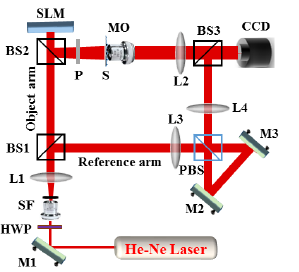 SLM
MO
BS3
CCD
BS2
P
S
L2
Object arm
L4
L3
M3
BS1
Reference arm
PBS
L1
SF
M2
HWP
M1
He-Ne Laser